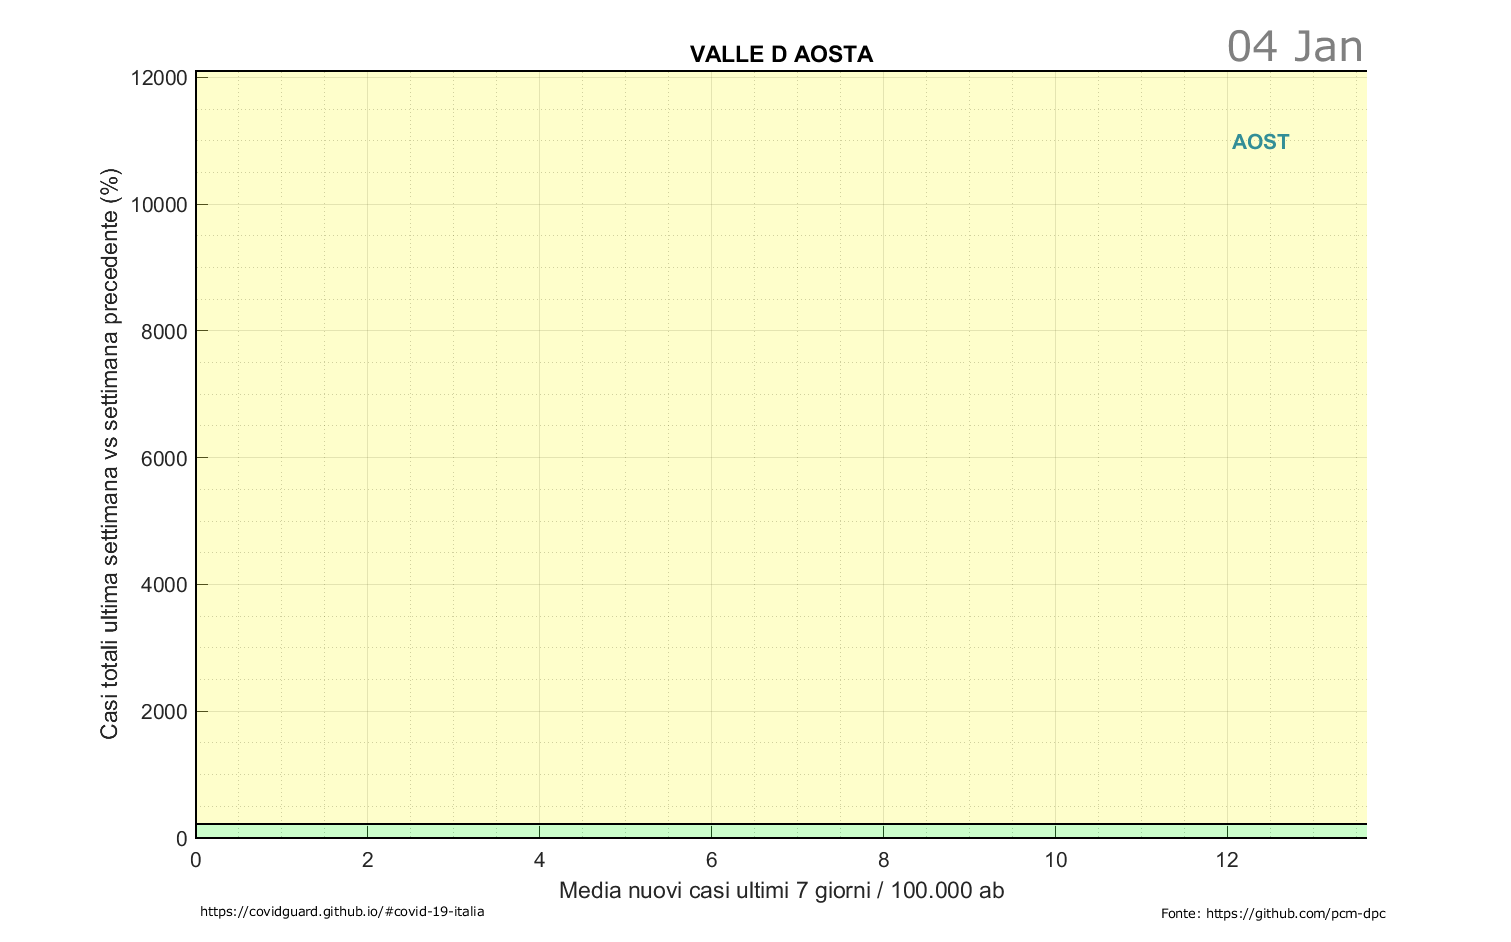 04 Jan
VALLE D AOSTA
12000
AOST
10000
8000
6000
4000
2000
0
Casi totali ultima settimana vs settimana precedente (%)
0 2 4 6 8 10 12
Media nuovi casi ultimi 7 giorni / 100.000 ab
https://covidguard.github.io/#covid-19-italia
Fonte: https://github.com/pcm-dpc